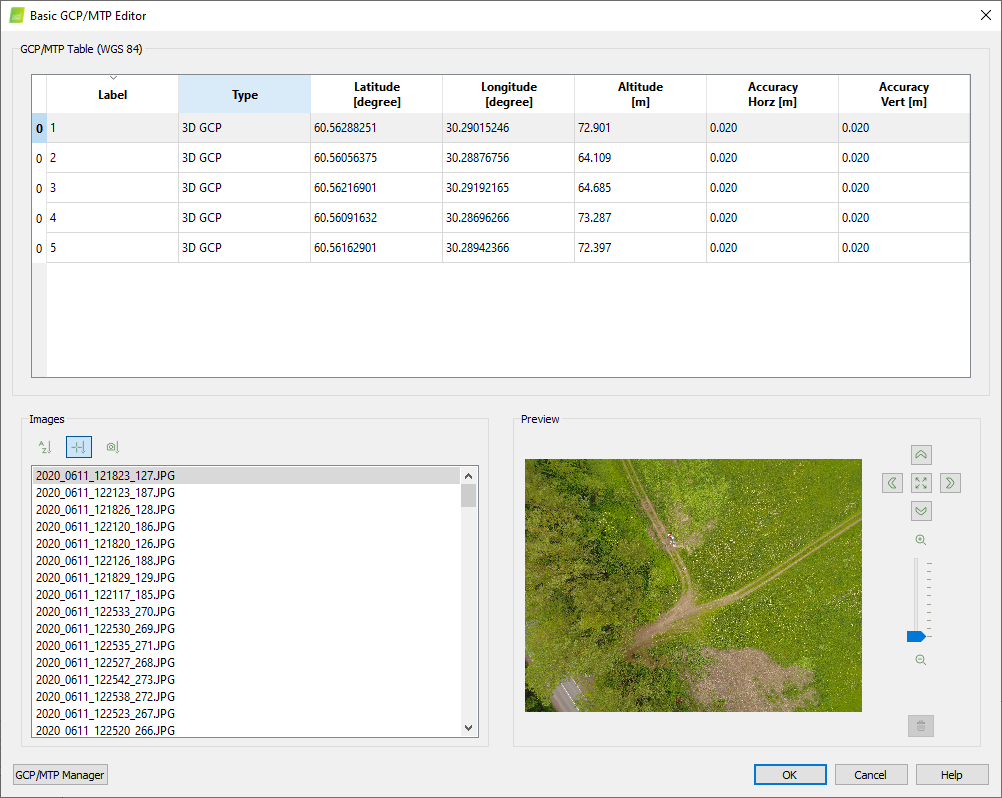 Basic GCP/MTP Editor
GCP/MTP Table (WGS 84)
Label Type Latitude [degree] Longitude [degree] Altitude [m] Accuracy Horz [m] Accuracy Vert [m]
0 1 3D GCP 60.56288251 30.29015246 72.901 0.020 0.020
0 2 3D GCP 60.56056375 30.28876756 64.109 0.020 0.020
0 3 3D GCP 60.56216901 30.29192165 64.685 0.020 0.020
0 4 3D GCP 60.56091632 30.28696266 73.287 0.020 0.020
0 5 3D GCP 60.56162901 30.28942366 72.397 0.020 0.020
Images
2020_0611_121823_127.JPG
2020_0611_122123_187.JPG
2020_0611_121826_128.JPG
2020_0611_122120_186.JPG
2020_0611_121820_126.JPG
2020_0611_122126_188.JPG
2020_0611_121829_129.JPG
2020_0611_122117_185.JPG
2020_0611_122533_270.JPG
2020_0611_122530_269.JPG
2020_0611_122535_271.JPG
2020_0611_122527_268.JPG
2020_0611_122542_273.JPG
2020_0611_122538_272.JPG
2020_0611_122523_267.JPG
2020_0611_122520_266.JPG
Preview
GCP/MTP Manager
OK
Cancel
Help